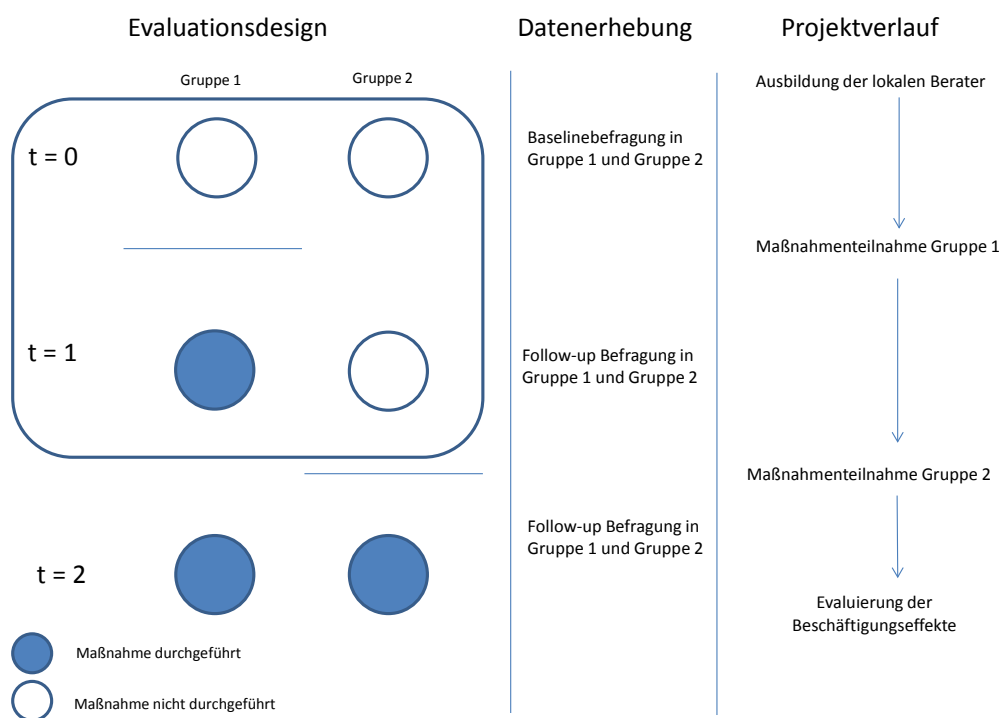 Evaluationsdesign
Datenerhebung
Projektverlauf
Gruppe 1
Gruppe 2
Ausbildung der lokalen Berater
t = 0
Baselinebefragung in
Gruppe 1 und Gruppe 2
Maßnahmenteilnahme Gruppe 1
t = 1
Follow-up Befragung in
Gruppe 1 und Gruppe 2
Maßnahmenteilnahme Gruppe 2
t = 2
Follow-up Befragung in
Gruppe 1 und Gruppe 2
Evaluierung der
Beschäftigungseffekte
Maßnahme durchgeführt
Maßnahme nicht durchgeführt